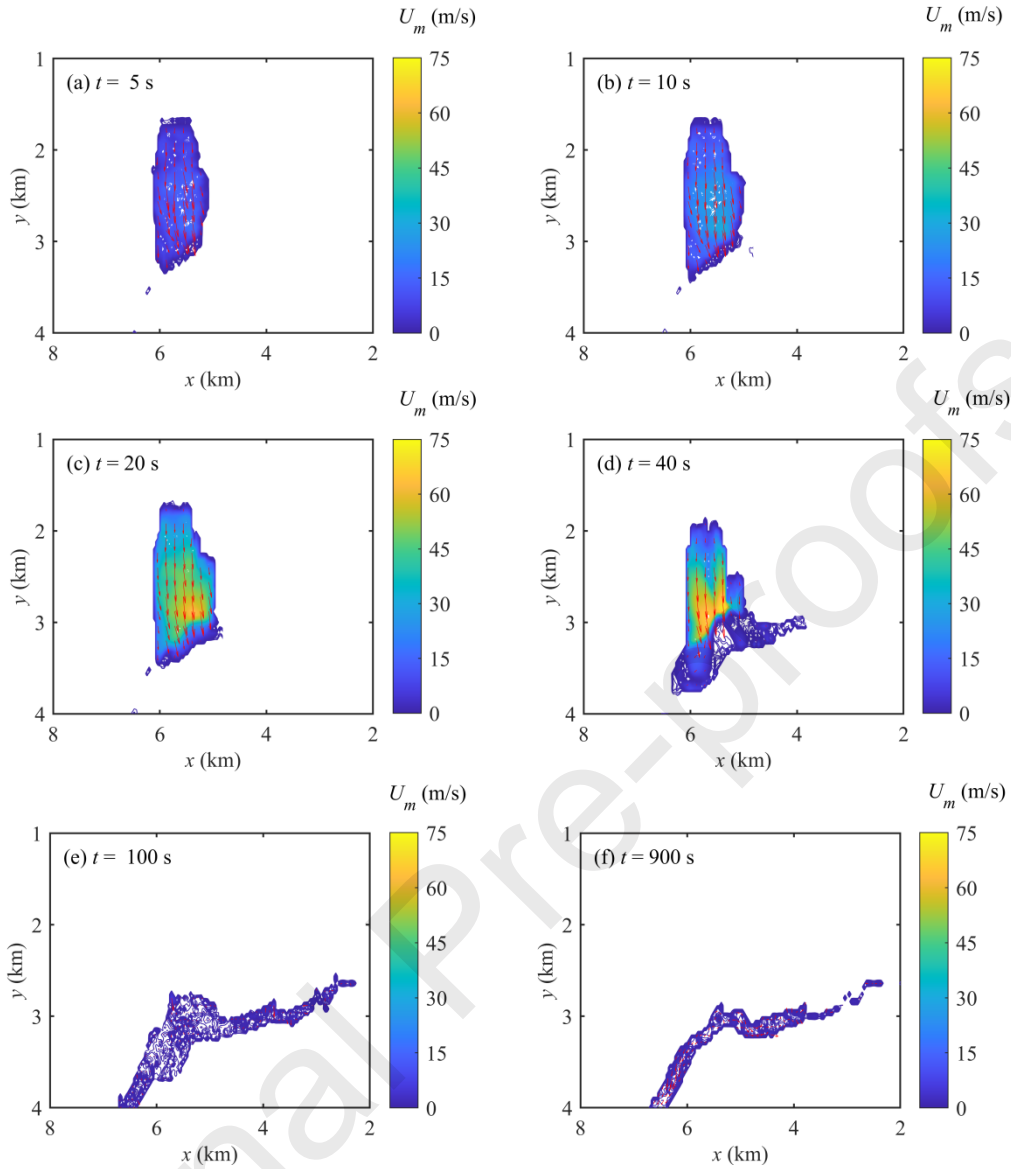 U_m (m/s) U_m (m/s)
1 75 1 75
(a) t = 5 s (b) t = 10 s
60 60
2 2
45 45
y (km) y (km)
30 30
3 3
15 15
4 0 4 0
8 6 4 2 8 6 4 2
x (km) x (km)
U_m (m/s) U_m (m/s)
1 75 1 75
(c) t = 20 s (d) t = 40 s
60 60
2 2
45 45
y (km) y (km)
30 30
3 3
15 15
4 0 4 0
8 6 4 2 8 6 4 2
x (km) x (km)
U_m (m/s) U_m (m/s)
1 75 1 75
(e) t = 100 s (f) t = 900 s
60 60
2 2
45 45
y (km) y (km)
30 30
3 3
15 15
4 0 4 0
8 6 4 2 8 6 4 2
x (km) x (km)
nal Pre-proofs